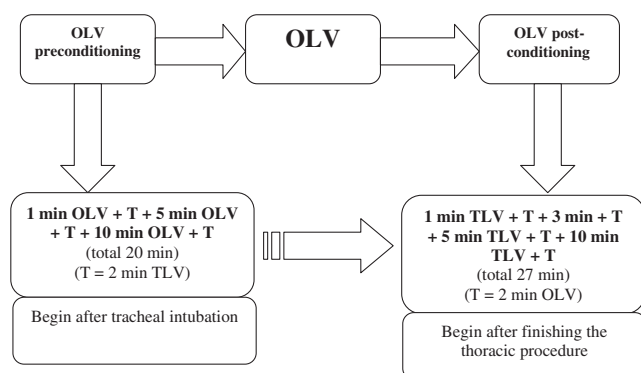 OLV
preconditioning
OLV
OLV post-
conditioning
1 min OLV + T + 5 min OLV
+ T + 10 min OLV + T
(total 20 min)
(T = 2 min TLV)
Begin after tracheal intubation
1 min TLV + T + 3 min + T
+ 5 min TLV + T + 10 min
TLV + T
(total 27 min)
(T = 2 min OLV)
Begin after finishing the
thoracic procedure